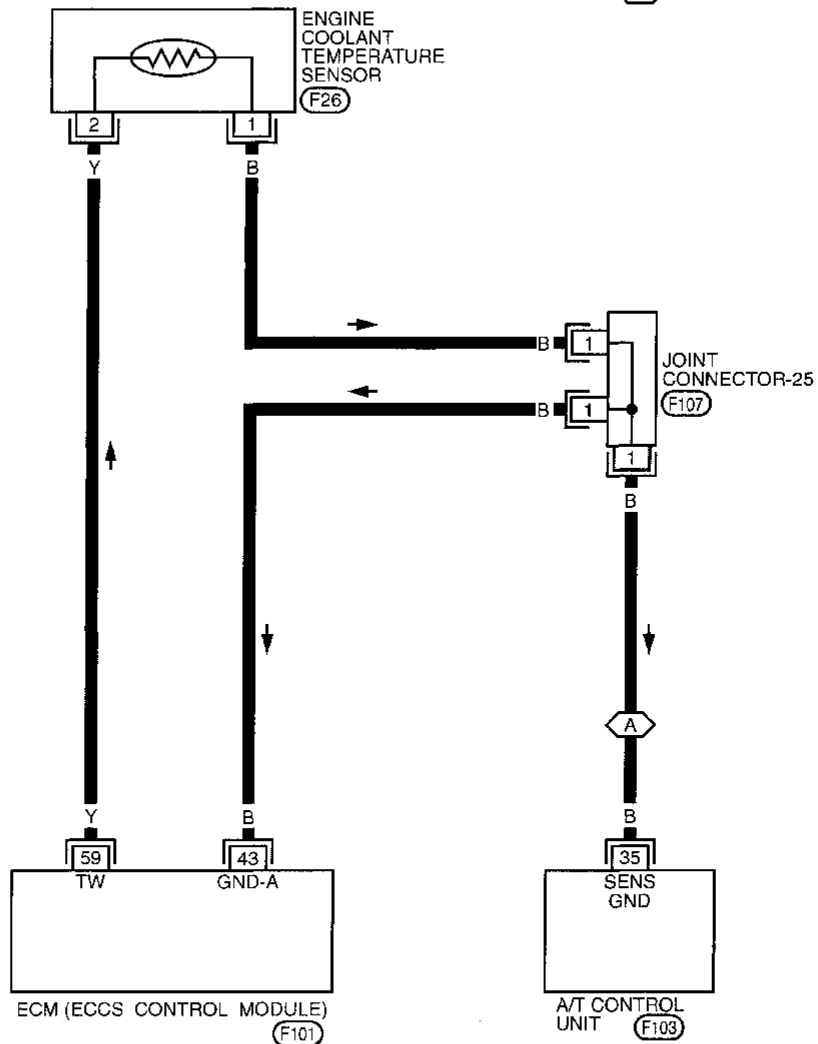 ENGINE
COOLANT
TEMPERATURE
SENSOR
F26
2
1
Y
B
B
1
JOINT
CONNECTOR-25
F107
B
1
1
B
A
Y
B
B
59
43
35
TW
GND-A
SENS
GND
ECM (ECCS CONTROL MODULE)
F101
A/T CONTROL
UNIT
F103